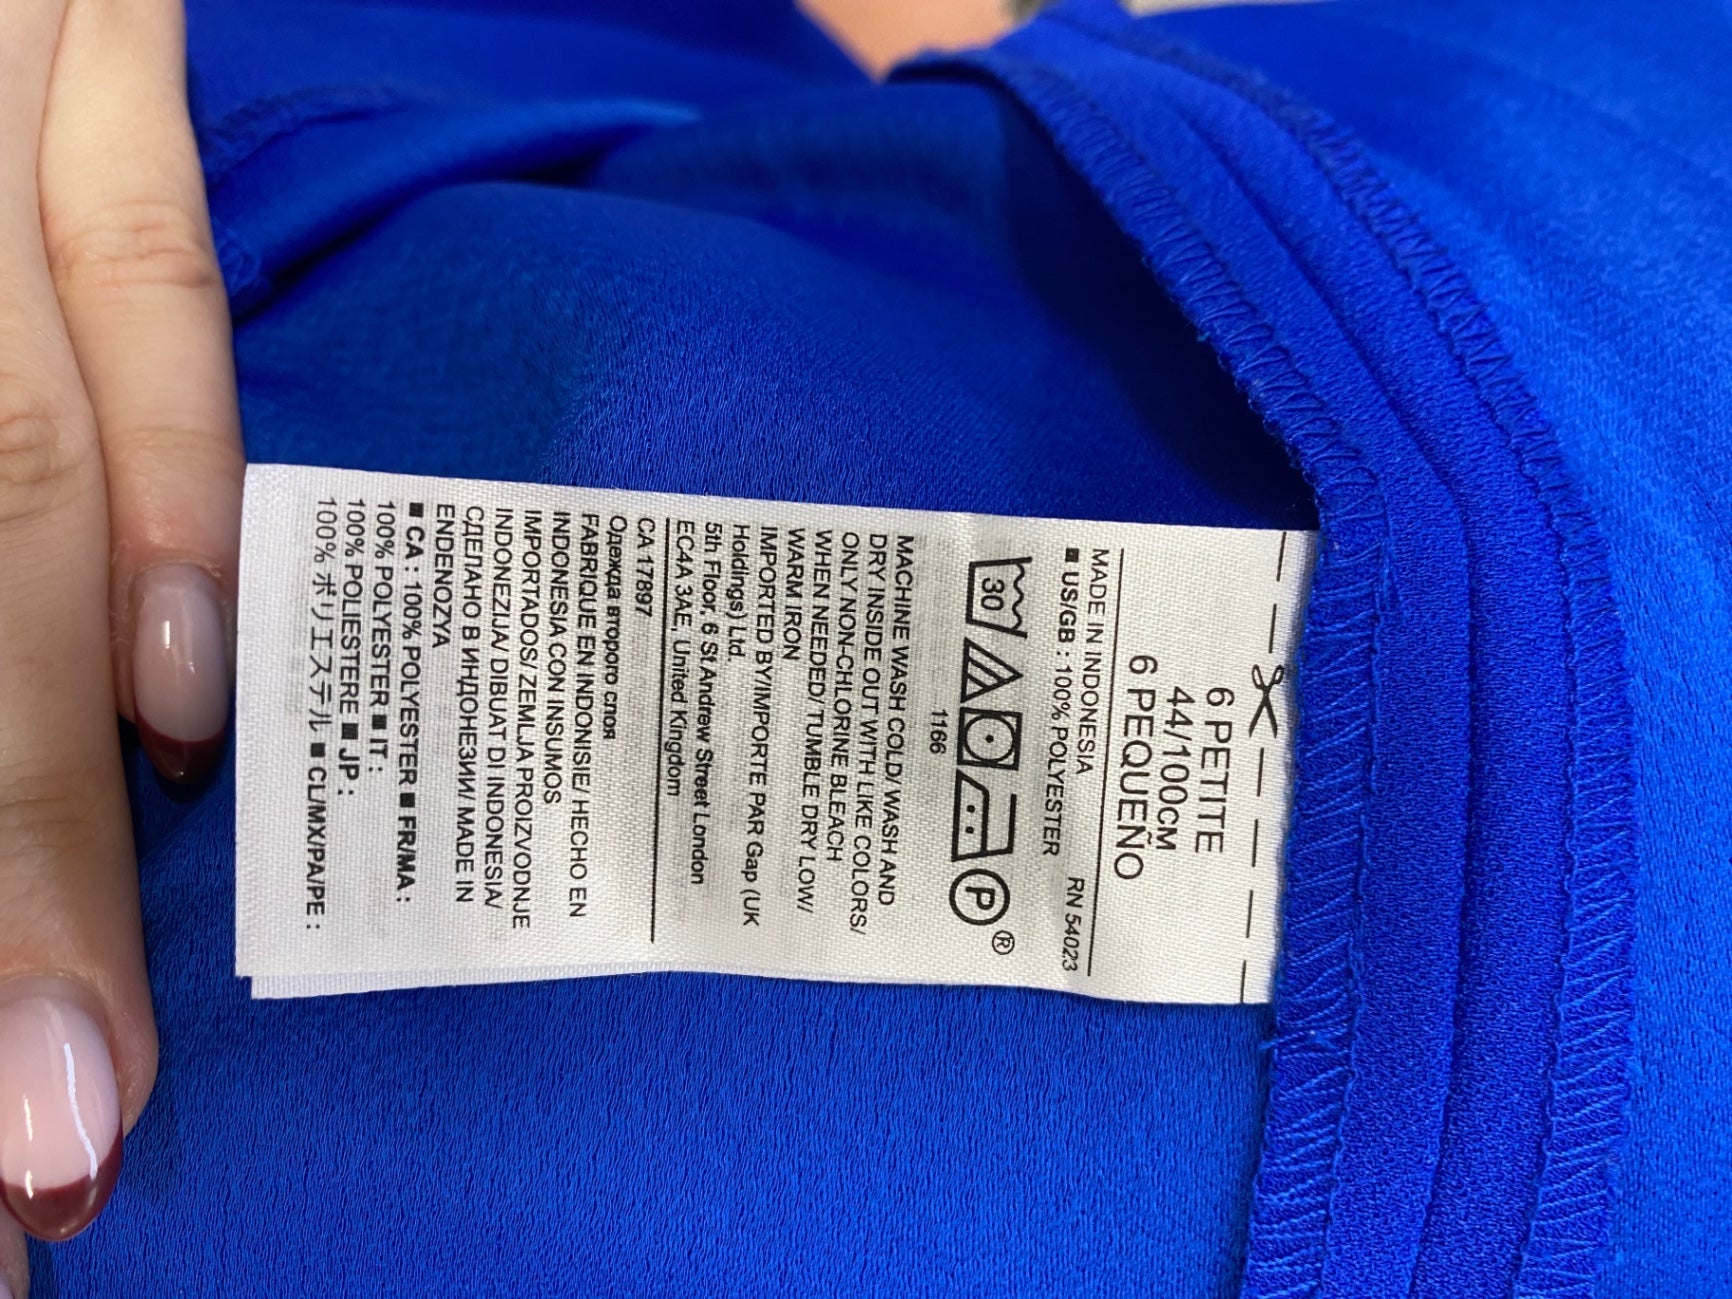 6 PETITE
44/100CM
6 PEQUEÑO
MADE IN INDONESIA
■ US/GB : 100% POLYESTER RN 54023
30 P ®
1166
MACHINE WASH COLD/ WASH AND
DRY INSIDE OUT WITH LIKE COLORS/
ONLY NON-CHLORINE BLEACH
WHEN NEEDED/ TUMBLE DRY LOW/
WARM IRON
IMPORTED BY/IMPORTE PAR Gap (UK
Holdings) Ltd.
5th Floor, 6 St Andrew Street London
EC4A 3AE, United Kingdom
CA 17897
Одежда второго слоя
FABRIQUE EN INDONISIE/ HECHO EN
INDONESIA CON INSUMOS
IMPORTADOS/ ZEMLJA PROIZVODNJE
INDONEZIJA/ DIBUAT DI INDONESIA/
СДЕЛАНО В ИНДОНЕЗИИ/ MADE IN
ENDENOZYA
■ CA : 100% POLYESTER ■ FR/MA :
100% POLYESTER ■ IT :
100% POLIESTERE ■ JP :
100% ポリエステル ■ CL/MX/PA/PE :